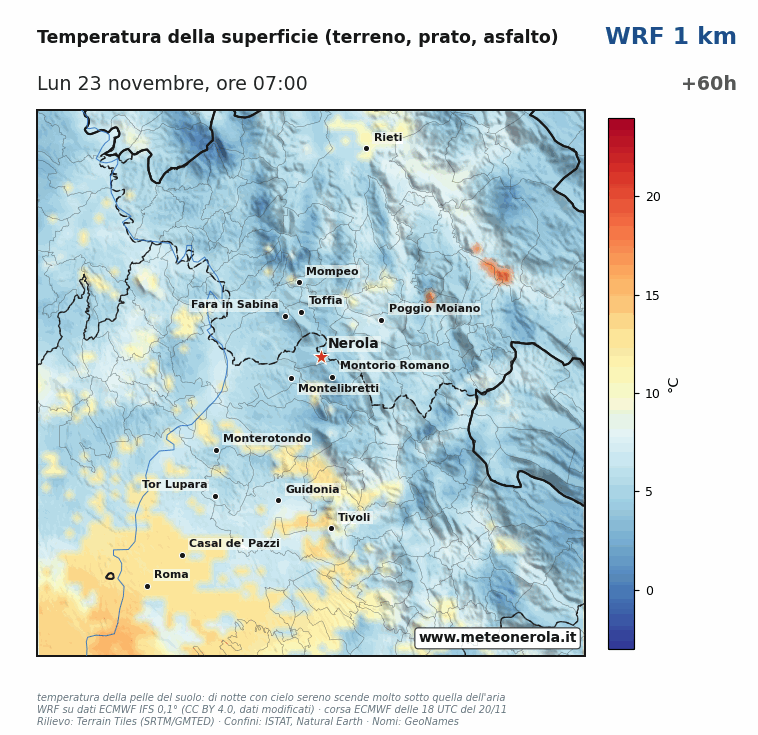 Temperatura della superficie (terreno, prato, asfalto)
WRF 1 km
Lun 23 novembre, ore 07:00
+60h
Rieti
Mompeo
Fara in Sabina
Toffia
Poggio Moiano
Nerola
Montorio Romano
Montelibretti
Monterotondo
Tor Lupara
Guidonia
Tivoli
Casal de' Pazzi
Roma
www.meteonerola.it
20
15
10
5
0
°C
temperatura della pelle del suolo: di notte con cielo sereno scende molto sotto quella dell'aria
WRF su dati ECMWF IFS 0,1° (CC BY 4.0, dati modificati) · corsa ECMWF delle 18 UTC del 20/11
Rilievo: Terrain Tiles (SRTM/GMTED) · Confini: ISTAT, Natural Earth · Nomi: GeoNames